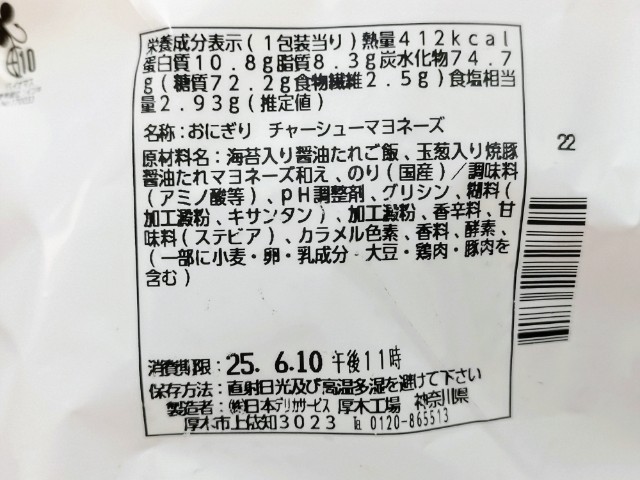 栄養成分表示(1包装当り)熱量412kcal
蛋白質10.8g脂質8.3g炭水化物74.7
g(糖質72.2g食物繊維2.5g)食塩相当
量2.93g(推定値)
名称:おにぎり チャーシューマヨネーズ
原材料名:海苔入り醤油たれご飯、玉葱入り焼豚
醤油たれマヨネーズ和え、のり(国産)/調味料
(アミノ酸等)、pH調整剤、グリシン、糊料(
加工澱粉、キサンタン)、加工澱粉、香辛料、甘
味料(ステビア)、カラメル色素、香料、酵素、
(一部に小麦・卵・乳成分・大豆・鶏肉・豚肉を
含む)
22
消費期限:25. 6.10 午後11時
保存方法:直射日光及び高温多湿を避けて下さい
製造者:㈱日本デリカサービス 厚木工場 神奈川県
厚木市上依知3023 ℡ 0120-865513